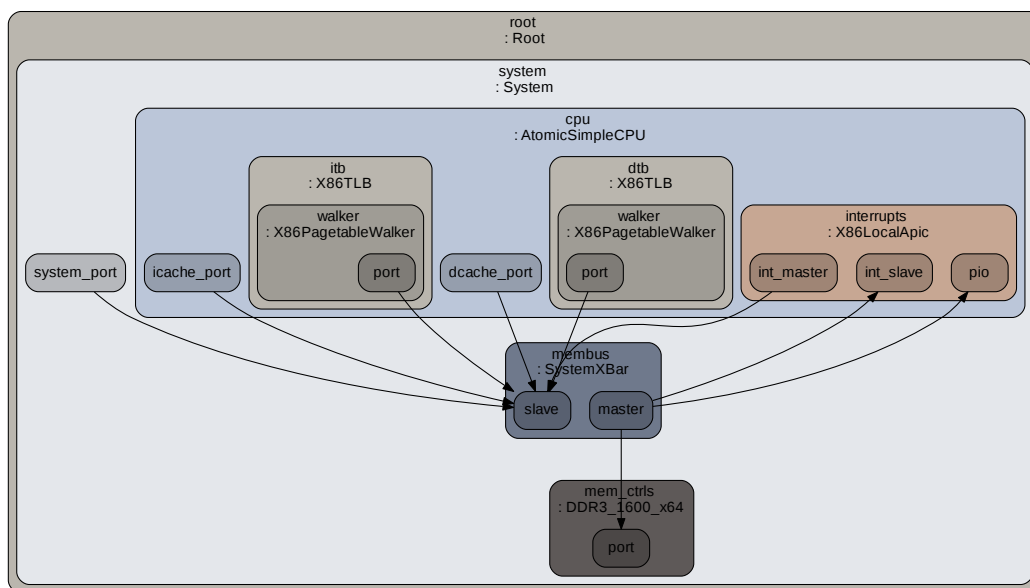 root
: Root
system
: System
cpu
: AtomicSimpleCPU
itb
: X86TLB
dtb
: X86TLB
walker
: X86PagetableWalker
walker
: X86PagetableWalker
interrupts
: X86LocalApic
system_port
icache_port
port
dcache_port
port
int_master
int_slave
pio
membus
: SystemXBar
slave
master
mem_ctrls
: DDR3_1600_x64
port